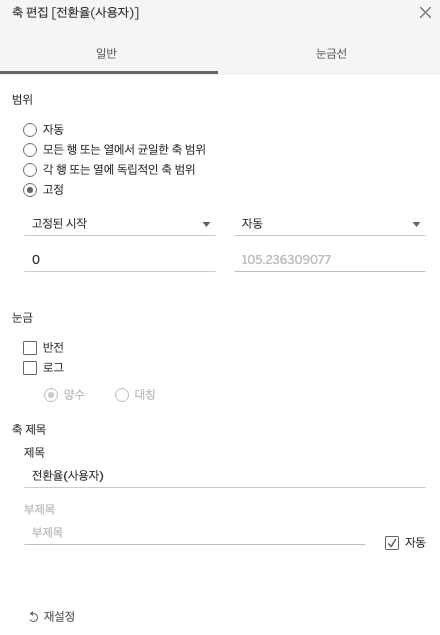 축 편집 [전환율(사용자)]
일반
눈금선
범위
자동
모든 행 또는 열에서 균일한 축 범위
각 행 또는 열에 독립적인 축 범위
고정
고정된 시작
자동
0
105.236309077
눈금
반전
로그
양수
대칭
축 제목
제목
전환율(사용자)
부제목
부제목
자동
재설정